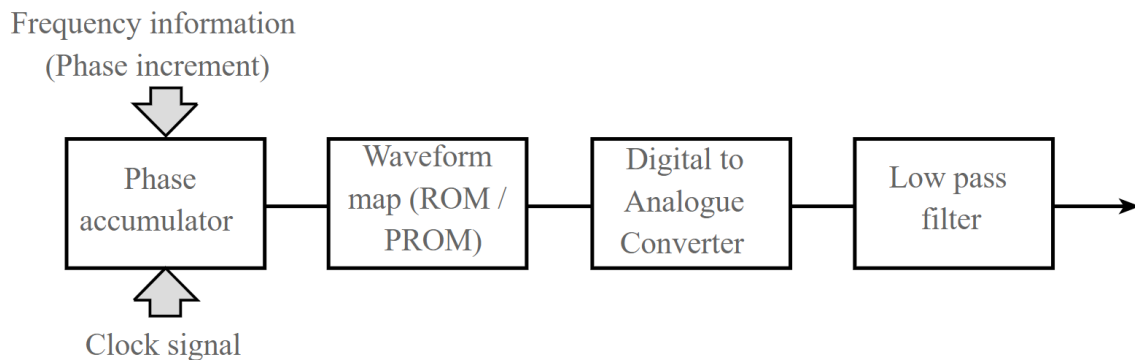 Frequency information
(Phase increment)
Phase
accumulator
Waveform
map (ROM /
PROM)
Digital to
Analogue
Converter
Low pass
filter
Clock signal